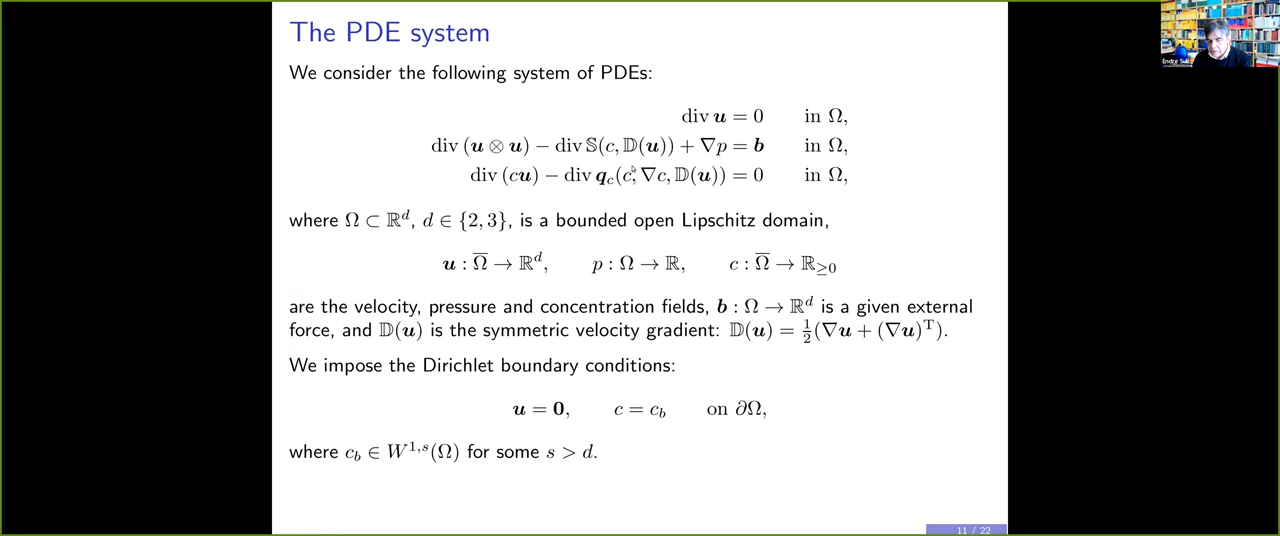 The PDE system
We consider the following system of PDEs:
div u = 0 in Ω,
div (u ⊗ u) − div 𝕊(c, 𝔻(u)) + ∇p = b in Ω,
div (cu) − div q_c(c, ∇c, 𝔻(u)) = 0 in Ω,
where Ω ⊂ ℝ^d, d ∈ {2, 3}, is a bounded open Lipschitz domain,
u : Ω̅ → ℝ^d, p : Ω → ℝ, c : Ω̅ → ℝ_≥0
are the velocity, pressure and concentration fields, b : Ω → ℝ^d is a given external
force, and 𝔻(u) is the symmetric velocity gradient: 𝔻(u) = ½(∇u + (∇u)^T).
We impose the Dirichlet boundary conditions:
u = 0, c = c_b on ∂Ω,
where c_b ∈ W^{1,s}(Ω) for some s > d.
11 / 22
Endre Suli